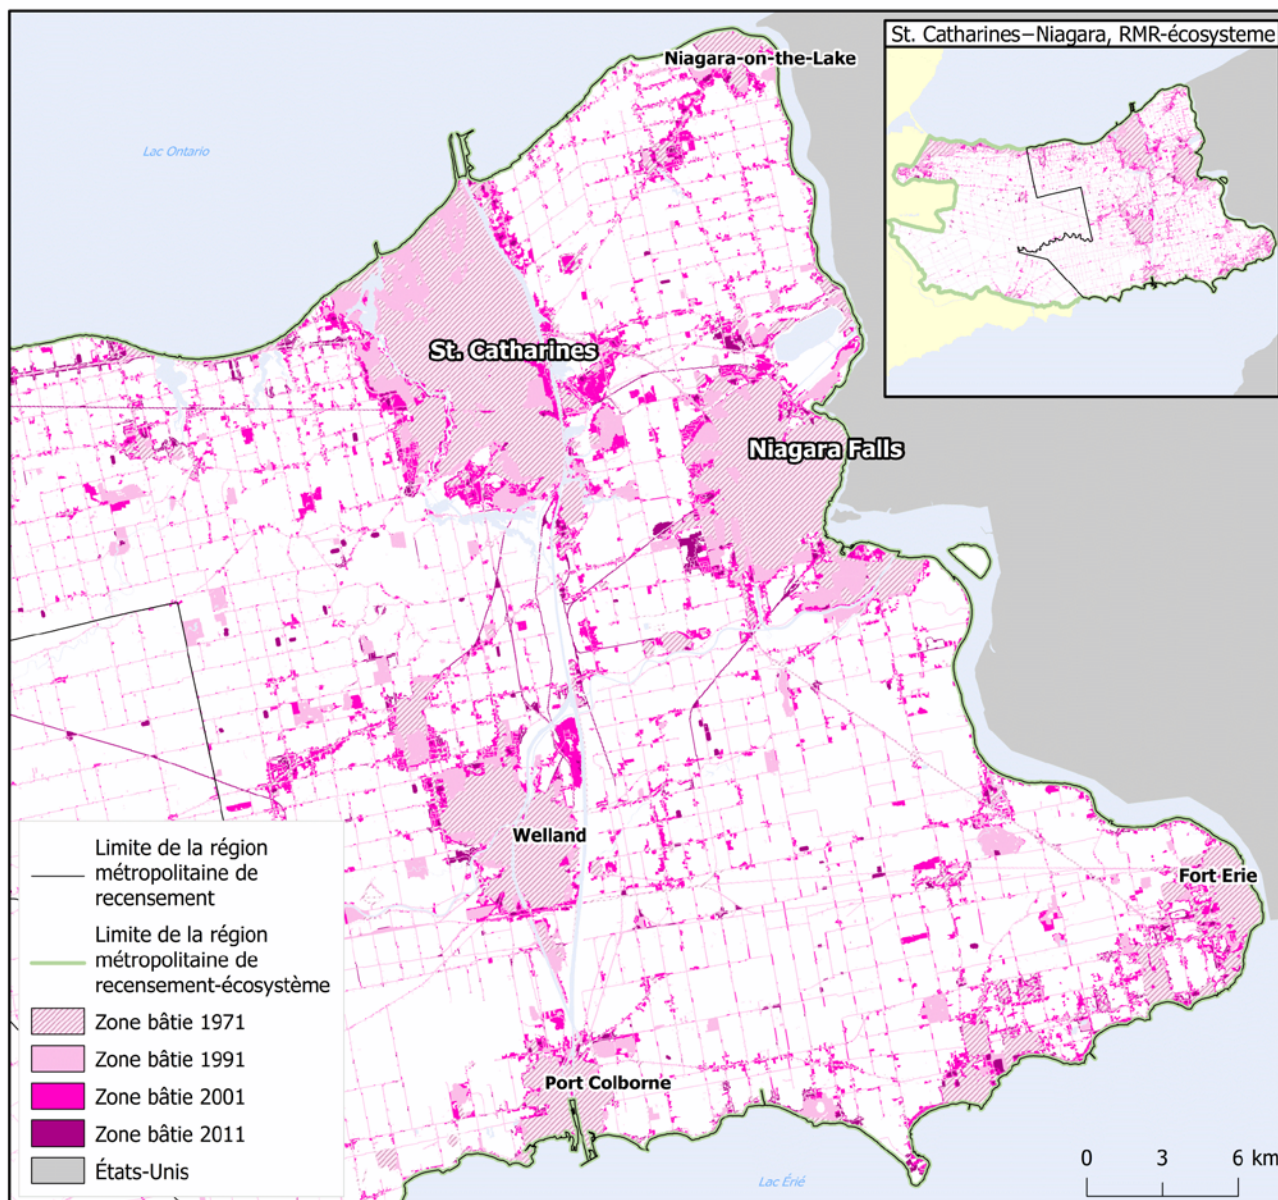 St. Catharines–Niagara, RMR-écosysteme
Niagara-on-the-Lake
Lac Ontario
St. Catharines
Niagara Falls
Welland
Fort Erie
Port Colborne
Lac Érié
Limite de la région
métropolitaine de
recensement
Limite de la région
métropolitaine de
recensement-écosystème
Zone bâtie 1971
Zone bâtie 1991
Zone bâtie 2001
Zone bâtie 2011
États-Unis
0 3 6 km